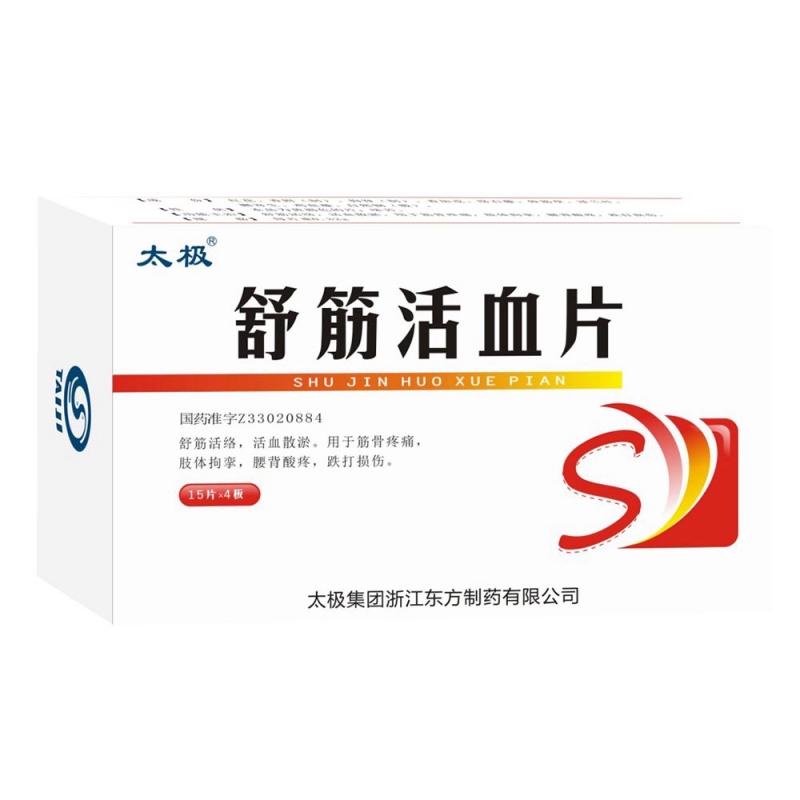 太极®
舒筋活血片
SHU JIN HUO XUE PIAN
国药准字Z33020884
舒筋活络，活血散淤。用于筋骨疼痛，
肢体拘挛，腰背酸疼，跌打损伤。
15片×4板
太极集团浙江东方制药有限公司
TAIJI